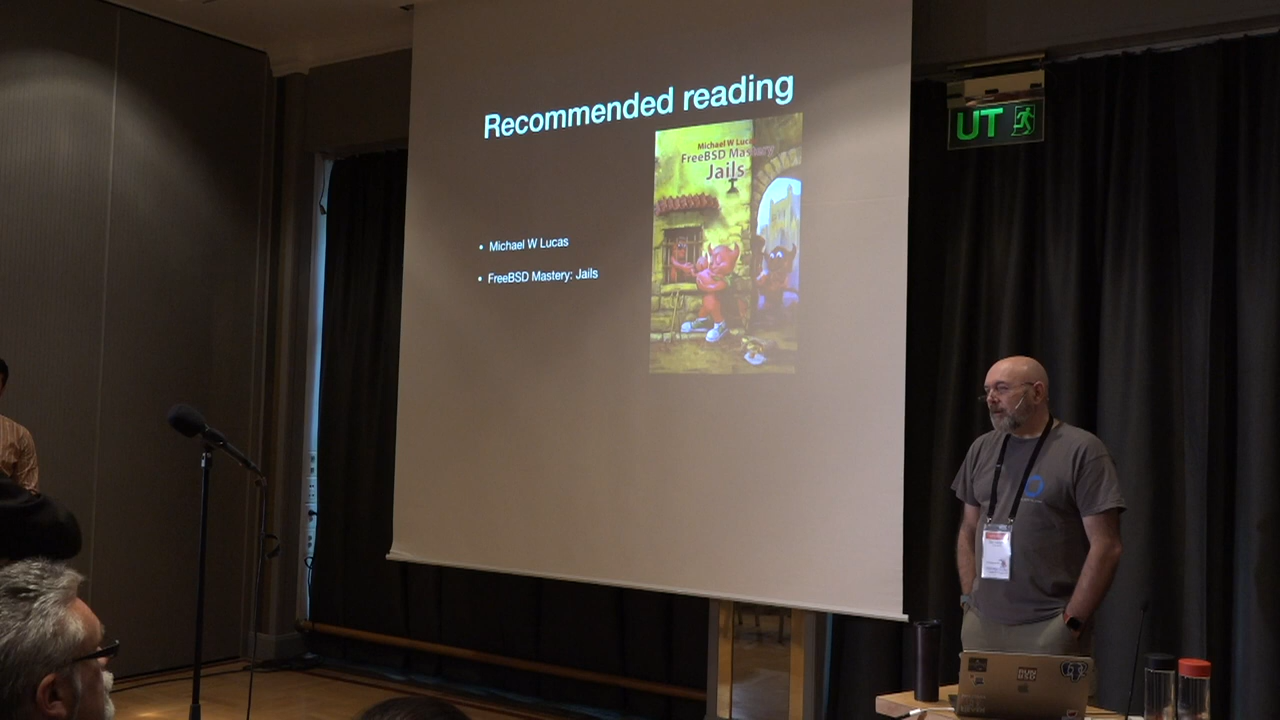 Recommended reading
Michael W Lucas
FreeBSD Mastery
Jails
• Michael W Lucas
• FreeBSD Mastery: Jails
UT